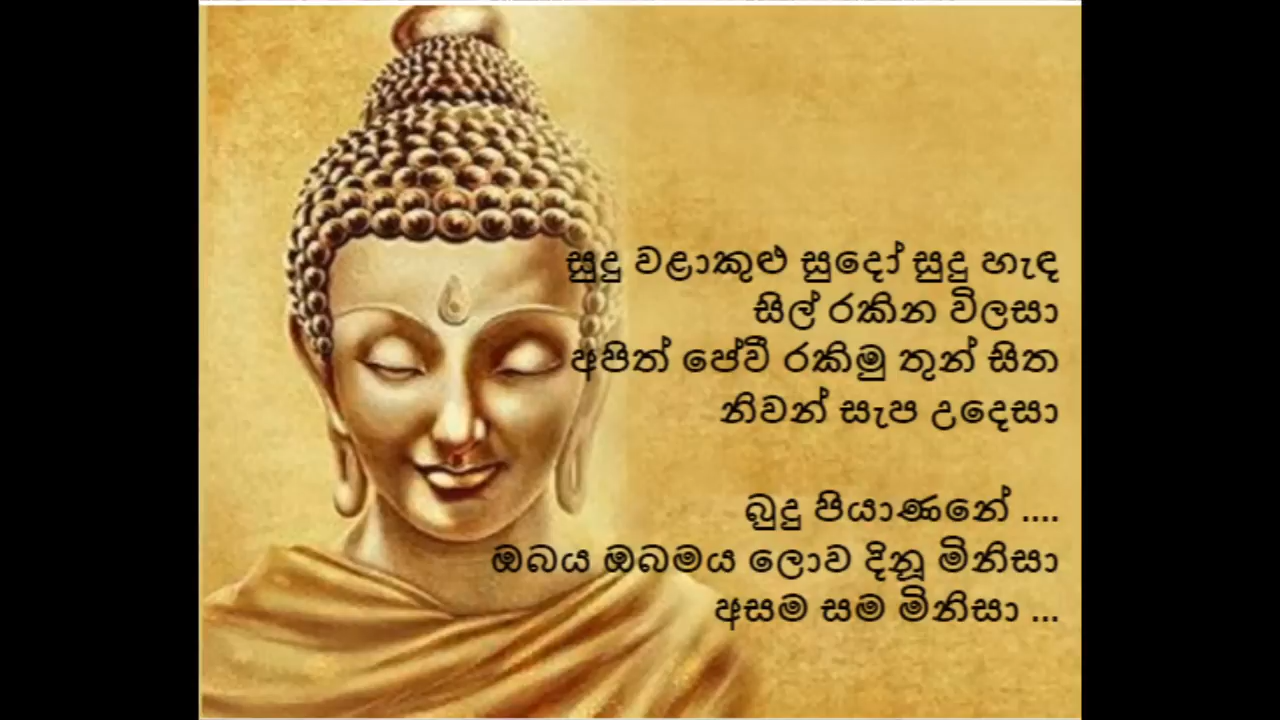 සුදු වළාකුළු සුදෝ සුදු හැඳ
සිල් රකින විලසා
අපිත් පේවී රකිමු තුන් සිත
නිවන් සැප උදෙසා
බුදු පියාණනේ ....
ඔබය ඔබමය ලොව දිනූ මිනිසා
අසම සම මිනිසා ...